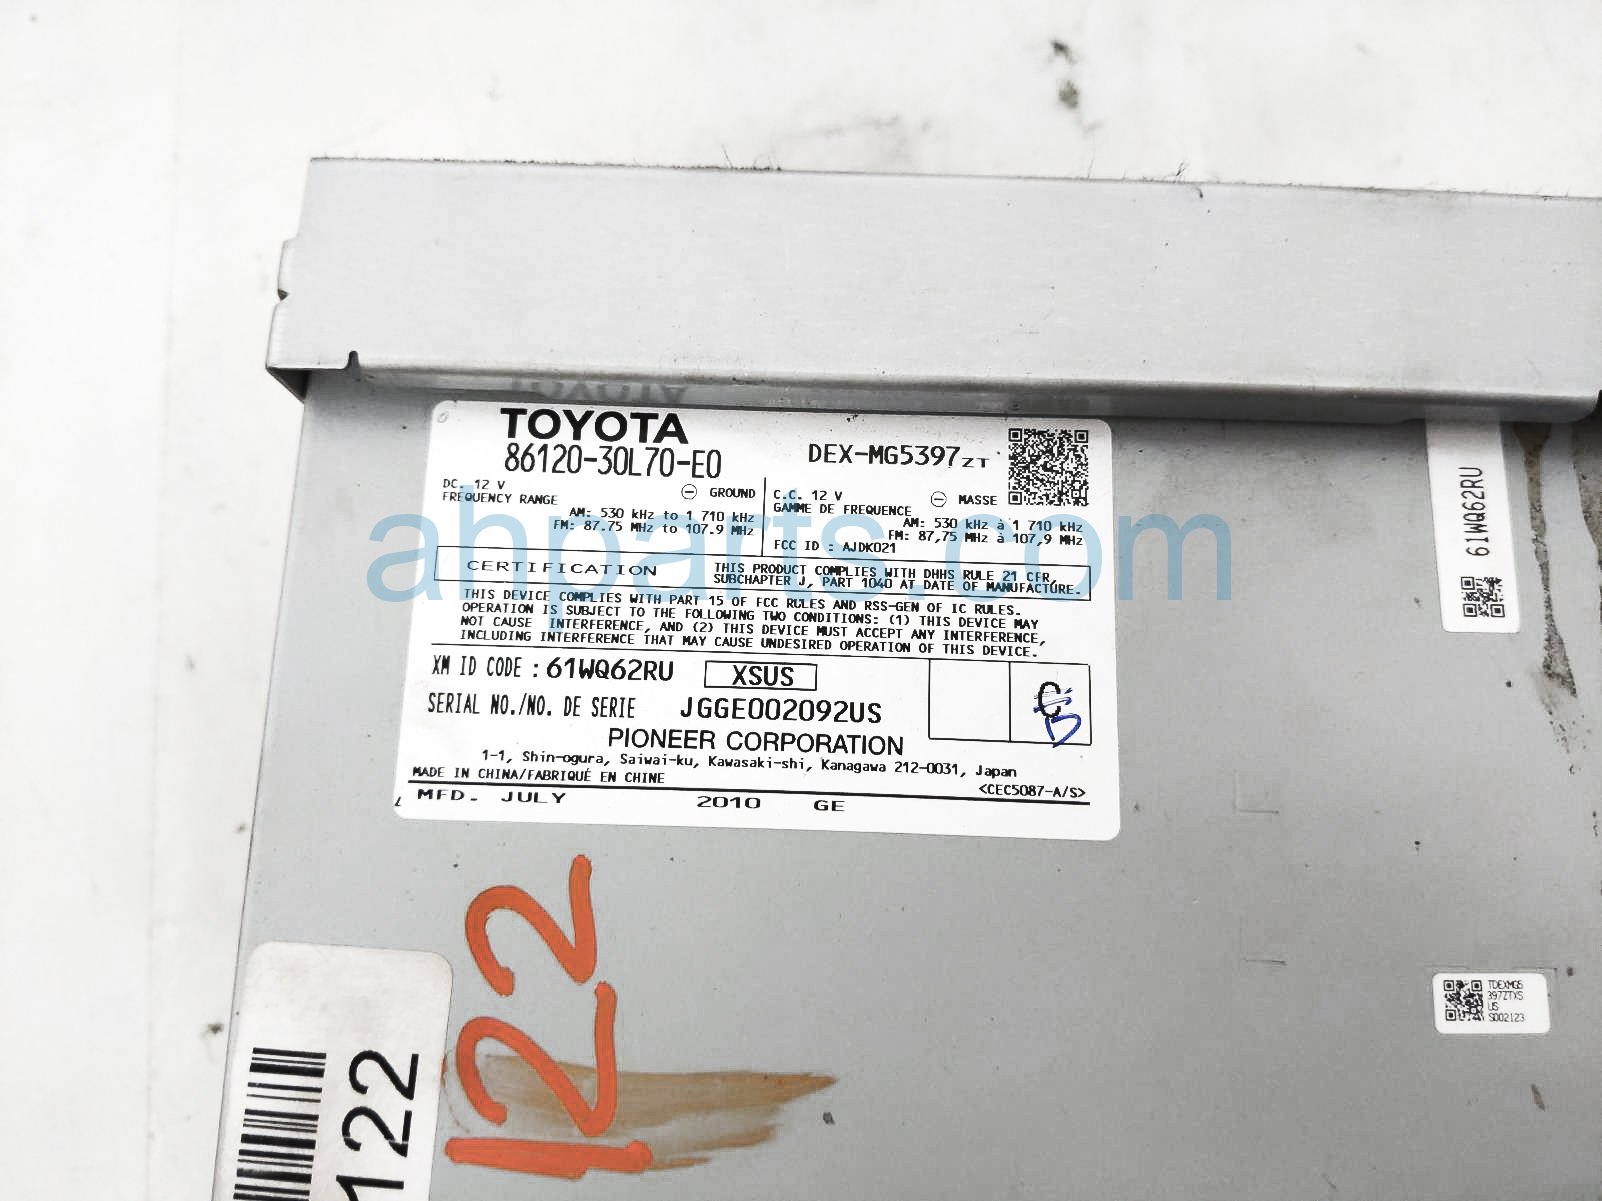 TOYOTA
86120-30L70-E0
DEX-MG5397ZT
DC. 12 V
FREQUENCY RANGE
⊖ GROUND
AM: 530 kHz to 1 710 kHz
FM: 87.75 MHz to 107.9 MHz
C.C. 12 V
GAMME DE FREQUENCE
⊖ MASSE
AM: 530 kHz à 1 710 kHz
FM: 87,75 MHz à 107,9 MHz
FCC ID : AJDK021
CERTIFICATION
THIS PRODUCT COMPLIES WITH DHHS RULE 21 CFR,
SUBCHAPTER J, PART 1040 AT DATE OF MANUFACTURE.
THIS DEVICE COMPLIES WITH PART 15 OF FCC RULES AND RSS-GEN OF IC RULES.
OPERATION IS SUBJECT TO THE FOLLOWING TWO CONDITIONS: (1) THIS DEVICE MAY
NOT CAUSE INTERFERENCE, AND (2) THIS DEVICE MUST ACCEPT ANY INTERFERENCE,
INCLUDING INTERFERENCE THAT MAY CAUSE UNDESIRED OPERATION OF THIS DEVICE.
XM ID CODE : 61WQ62RU XSUS
SERIAL NO./NO. DE SERIE JGGE002092US
C
PIONEER CORPORATION
1-1, Shin-ogura, Saiwai-ku, Kawasaki-shi, Kanagawa 212-0031, Japan
MADE IN CHINA/FABRIQUÉ EN CHINE
<CEC5087-A/S>
MFD. JULY 2010 GE
61WQ62RU
TDEXMG5
397ZTXS
US
S002123
122
122
ahparts.com